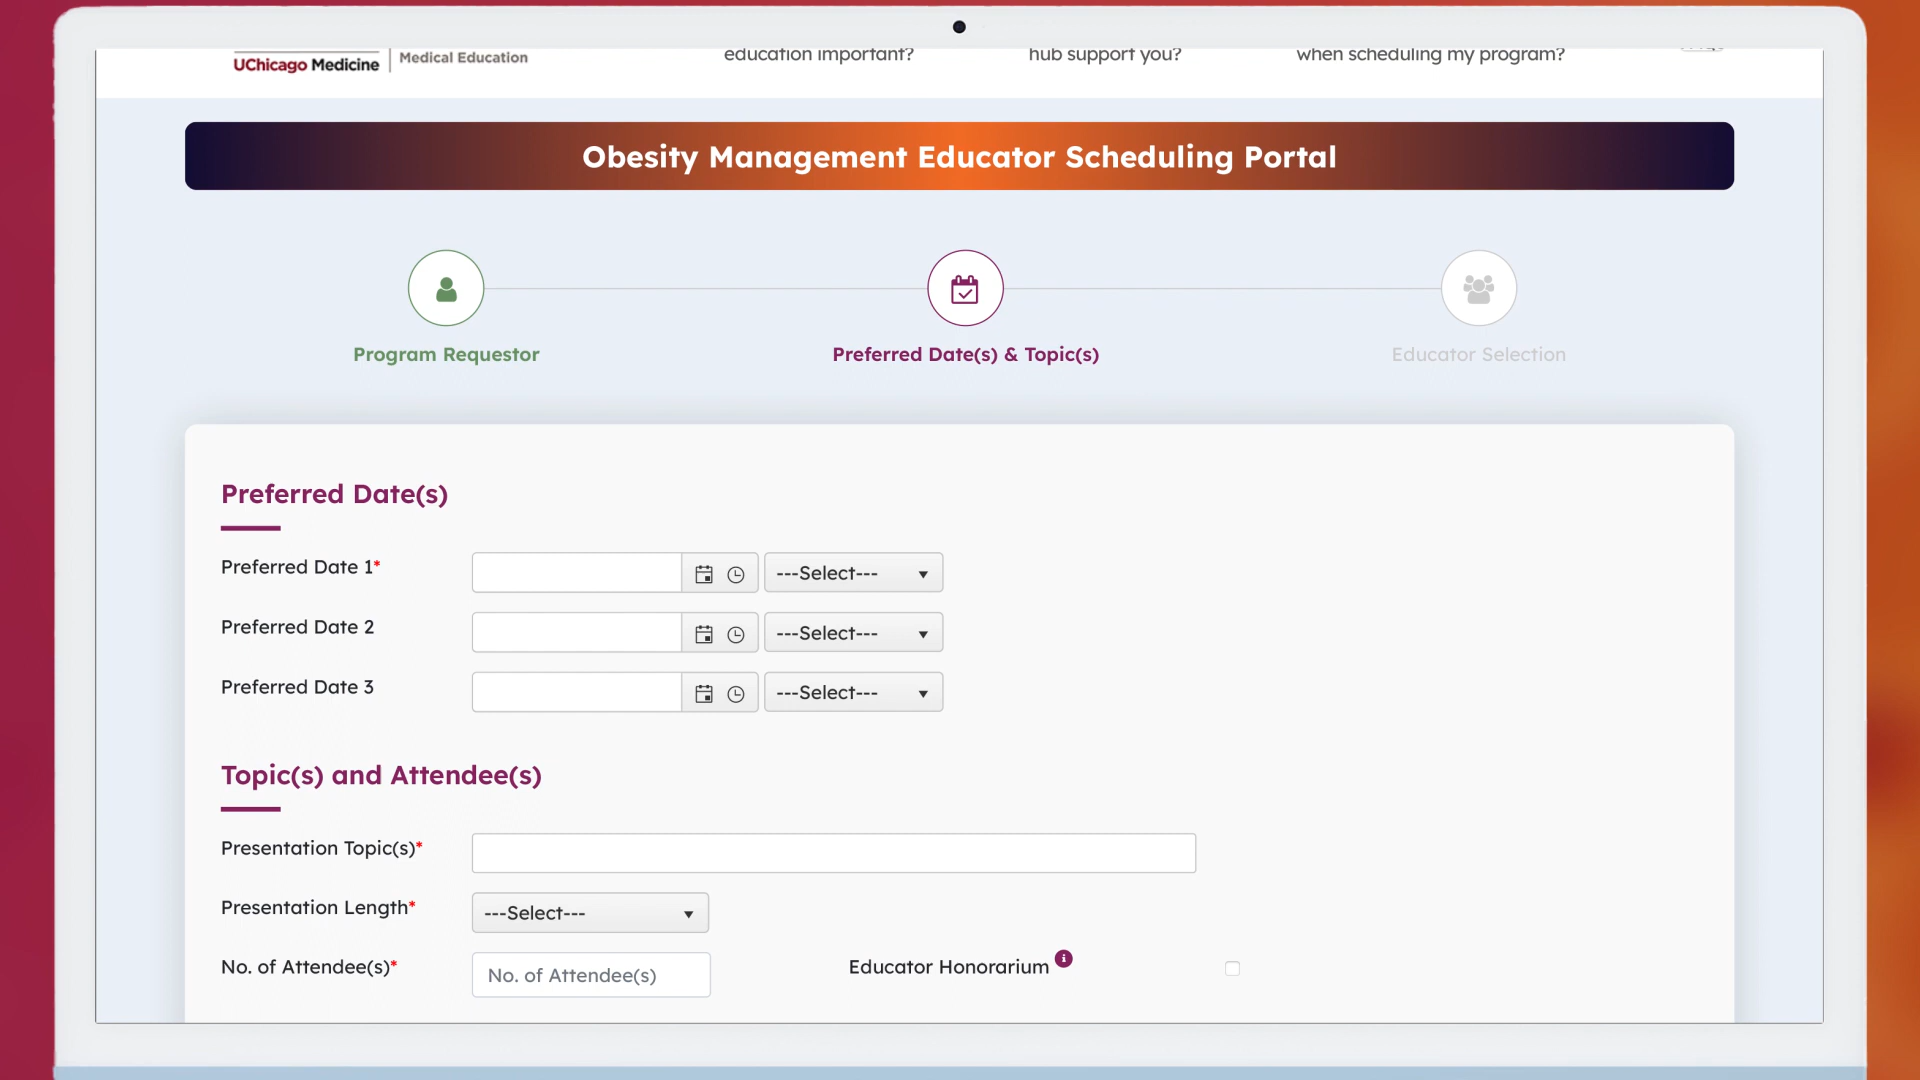 UChicago Medicine | Medical Education
education important?
hub support you?
when scheduling my program?
Obesity Management Educator Scheduling Portal
Program Requestor
Preferred Date(s) & Topic(s)
Educator Selection
Preferred Date(s)
Preferred Date 1* ---Select---
Preferred Date 2 ---Select---
Preferred Date 3 ---Select---
Topic(s) and Attendee(s)
Presentation Topic(s)*
Presentation Length* ---Select---
No. of Attendee(s)* No. of Attendee(s) Educator Honorarium i